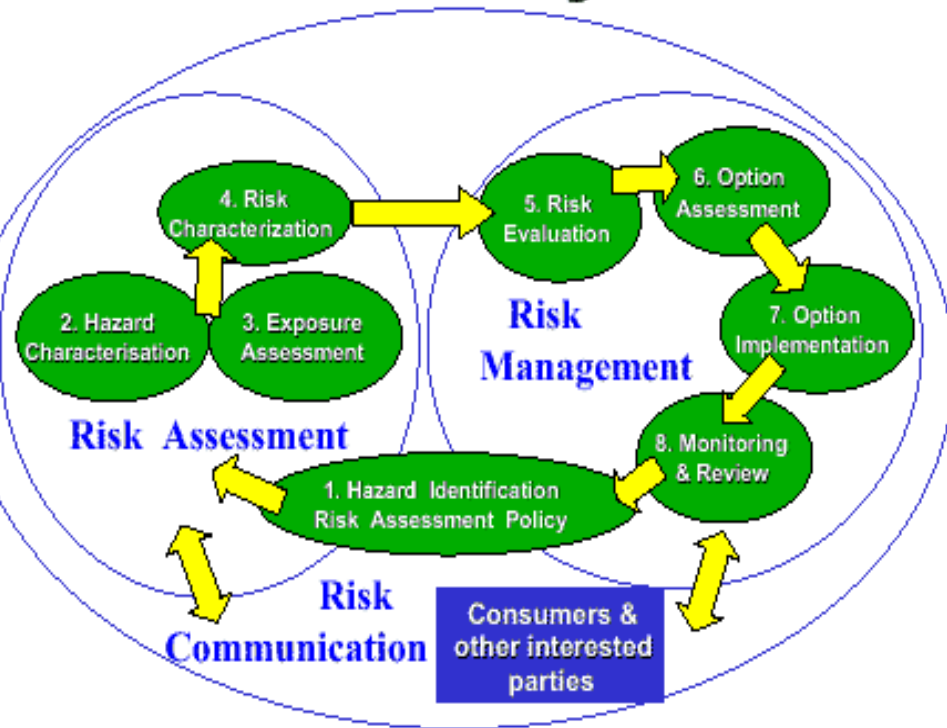 4. Risk
Characterization
5. Risk
Evaluation
6. Option
Assessment
2. Hazard
Characterisation
3. Exposure
Assessment
Risk
Management
7. Option
Implementation
Risk Assessment
8. Monitoring
& Review
1. Hazard Identification
Risk Assessment Policy
Risk
Communication
Consumers &
other interested
parties